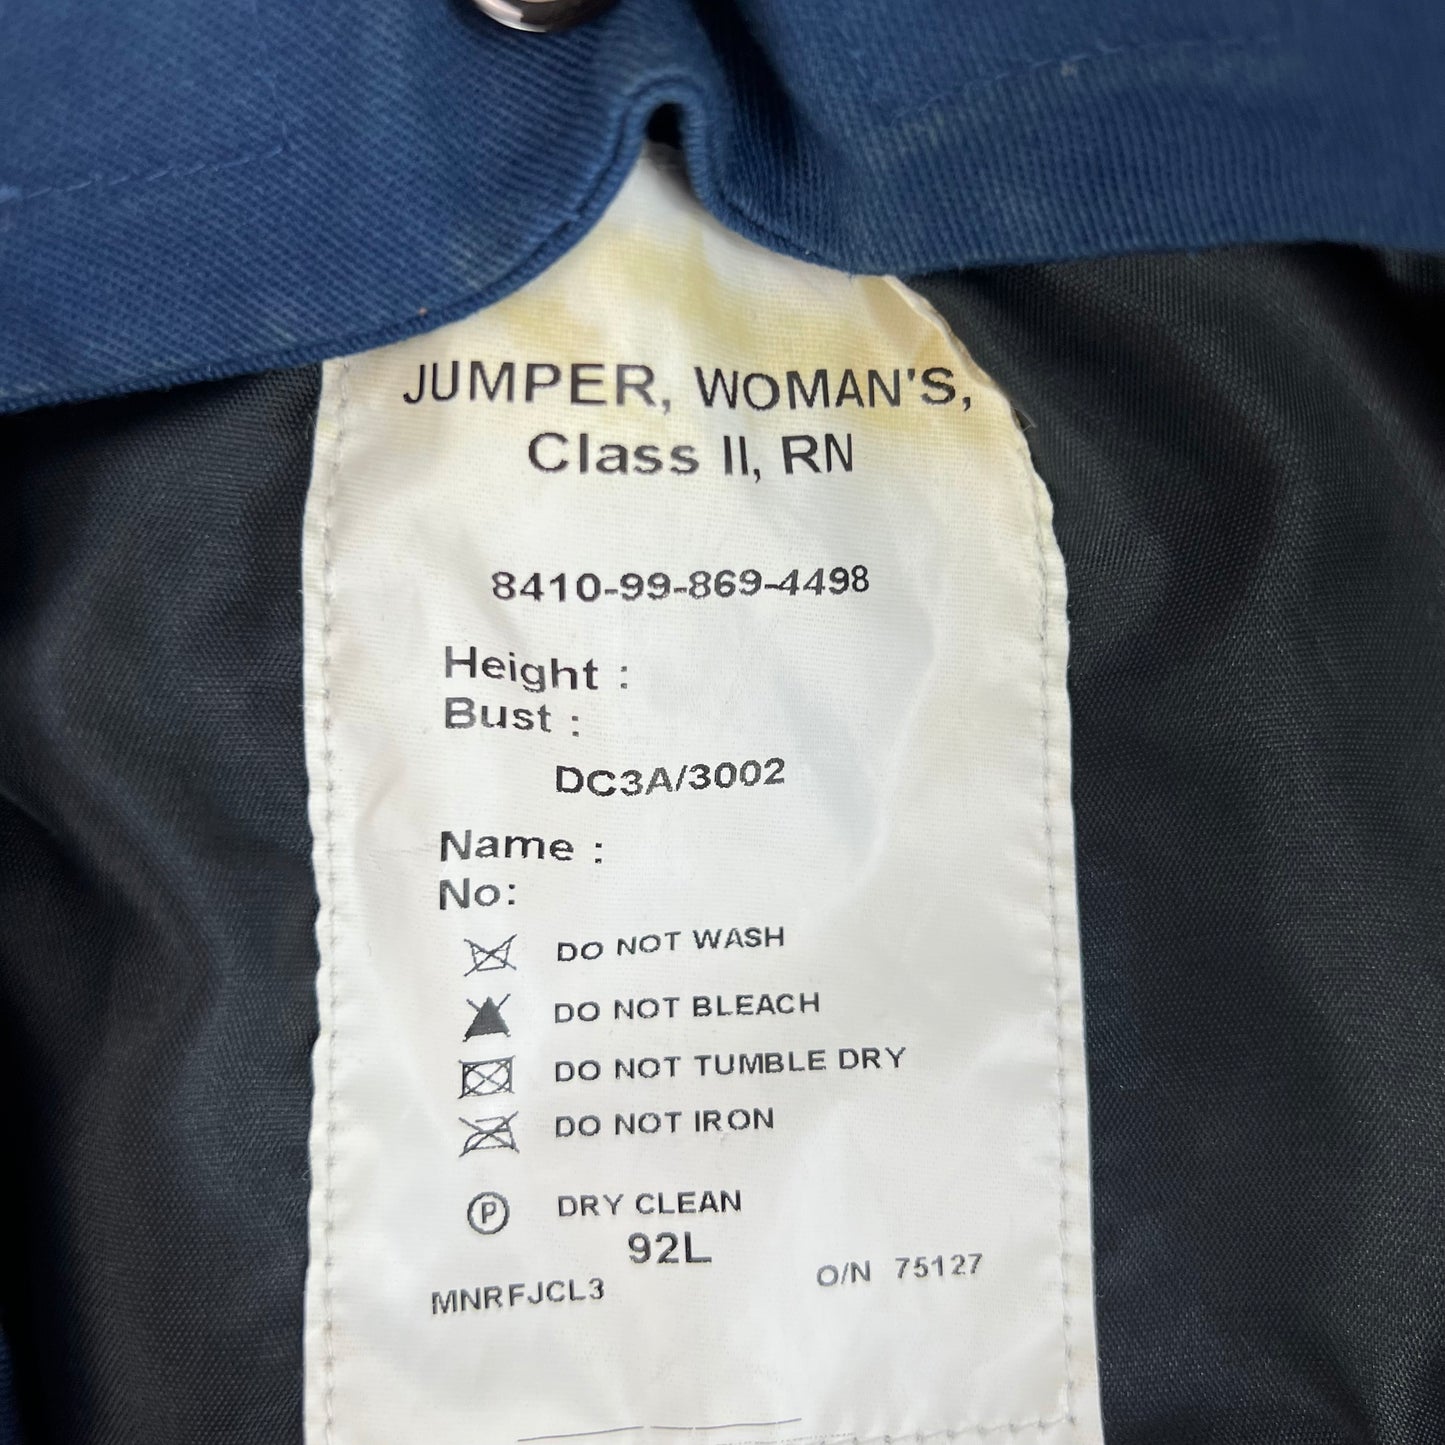 JUMPER, WOMAN'S,
Class II, RN
8410-99-869-4498
Height :
Bust :
DC3A/3002
Name :
No:
DO NOT WASH
DO NOT BLEACH
DO NOT TUMBLE DRY
DO NOT IRON
P DRY CLEAN
92L
MNRFJCL3 O/N 75127